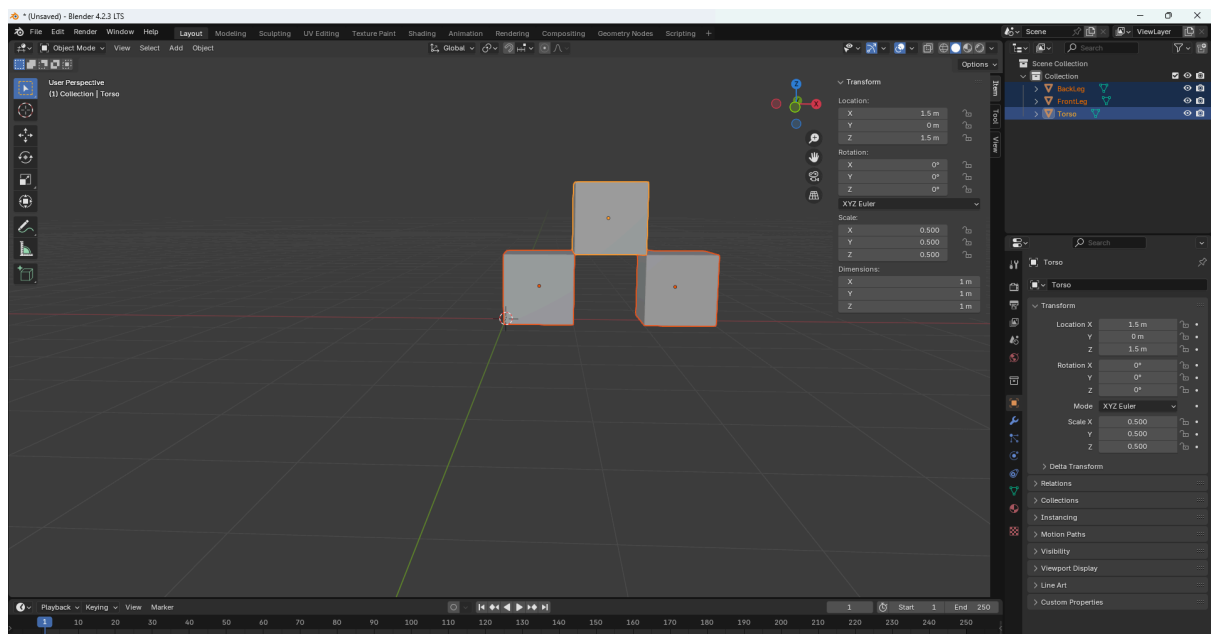 * (Unsaved) - Blender 4.2.3 LTS
File Edit Render Window Help Layout Modeling Sculpting UV Editing Texture Paint Shading Animation Rendering Compositing Geometry Nodes Scripting + Scene ViewLayer
Object Mode View Select Add Object Global Search
Options
User Perspective
(1) Collection | Torso
Z
X
Transform
Location:
X 1.5 m
Y 0 m
Z 1.5 m
Rotation:
X 0°
Y 0°
Z 0°
XYZ Euler
Scale:
X 0.500
Y 0.500
Z 0.500
Dimensions:
X 1 m
Y 1 m
Z 1 m
Item
Tool
View
Scene Collection
Collection
BackLeg
FrontLeg
Torso
Search
Torso
Torso
Transform
Location X 1.5 m
Y 0 m
Z 1.5 m
Rotation X 0°
Y 0°
Z 0°
Mode XYZ Euler
Scale X 0.500
Y 0.500
Z 0.500
Delta Transform
Relations
Collections
Instancing
Motion Paths
Visibility
Viewport Display
Line Art
Custom Properties
Playback Keying View Marker 1 Start 1 End 250
1 10 20 30 40 50 60 70 80 90 100 110 120 130 140 150 160 170 180 190 200 210 220 230 240 250